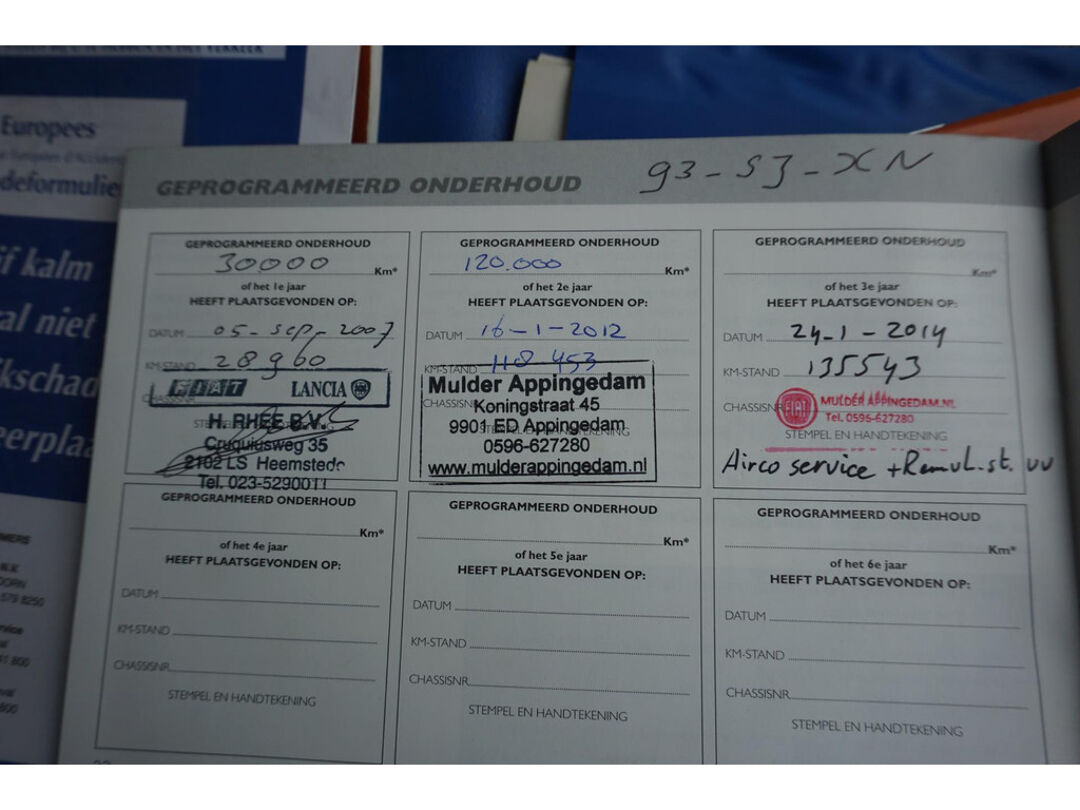 Europees
deformulie
jf kalm
al niet
kschad
eerplaa
GEPROGRAMMEERD ONDERHOUD 93-SJ-XN
GEPROGRAMMEERD ONDERHOUD
30000 Km*
of het 1e jaar
HEEFT PLAATSGEVONDEN OP:
DATUM 05-sep-2007
KM-STAND 28960
FIAT LANCIA
H. RHEE B.V.
Cruquiusweg 35
2102 LS Heemstede
Tel. 023-5290011
GEPROGRAMMEERD ONDERHOUD
120.000 Km*
of het 2e jaar
HEEFT PLAATSGEVONDEN OP:
DATUM 16-1-2012
KM-STAND 118 453
CHASSISNR
Mulder Appingedam
Koningstraat 45
9901 ED Appingedam
0596-627280
www.mulderappingedam.nl
GEPROGRAMMEERD ONDERHOUD
Km*
of het 3e jaar
HEEFT PLAATSGEVONDEN OP:
DATUM 24-1-2014
KM-STAND 135543
CHASSISNR
FIAT
MULDER APPINGEDAM.NL
Tel. 0596-627280
STEMPEL EN HANDTEKENING
Airco service + Remvl.st. vv
GEPROGRAMMEERD ONDERHOUD
Km*
of het 4e jaar
HEEFT PLAATSGEVONDEN OP:
DATUM
KM-STAND
CHASSISNR.
STEMPEL EN HANDTEKENING
GEPROGRAMMEERD ONDERHOUD
Km*
of het 5e jaar
HEEFT PLAATSGEVONDEN OP:
DATUM
KM-STAND
CHASSISNR.
STEMPEL EN HANDTEKENING
GEPROGRAMMEERD ONDERHOUD
Km*
of het 6e jaar
HEEFT PLAATSGEVONDEN OP:
DATUM
KM-STAND
CHASSISNR.
STEMPEL EN HANDTEKENING